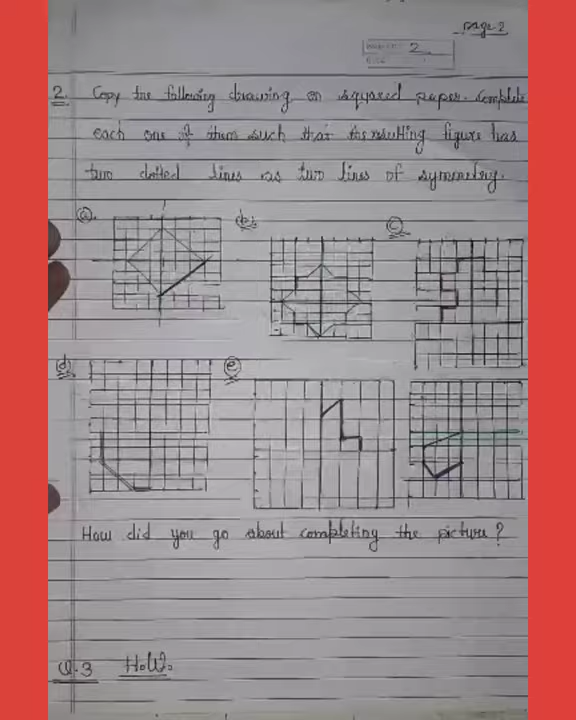 page 2
2
2. Copy the following drawing on squared paper. Complete
each one of them such that the resulting figure has
two dotted lines as two lines of symmetry.
(a) (b) (c)
(d) (e)
How did you go about completing the picture?
Q.3 H.W.